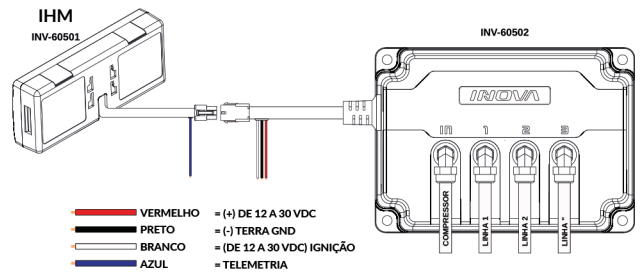 IHM
INV-60501
INV-60502
INOVA
IN 1 2 3
COMPRESSOR
LINHA 1
LINHA 2
LINHA "
VERMELHO = (+) DE 12 A 30 VDC
PRETO = (-) TERRA GND
BRANCO = (DE 12 A 30 VDC) IGNIÇÃO
AZUL = TELEMETRIA